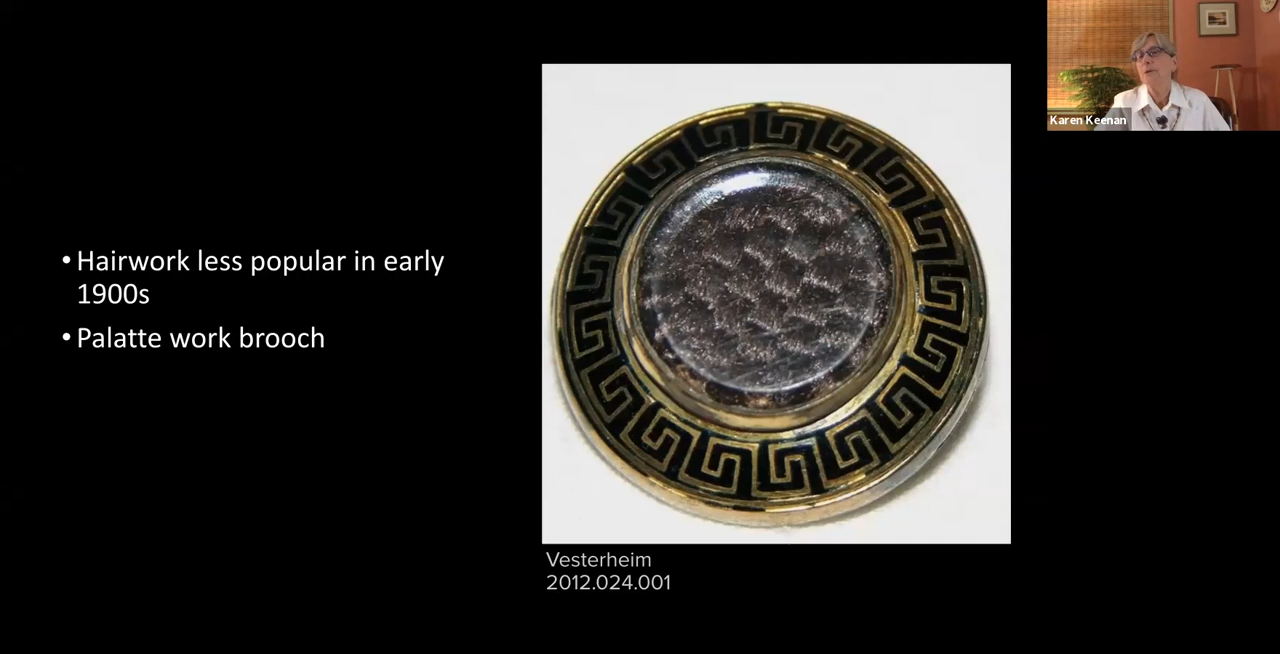 • Hairwork less popular in early
1900s
• Palatte work brooch
Vesterheim
2012.024.001
Karen Keenan